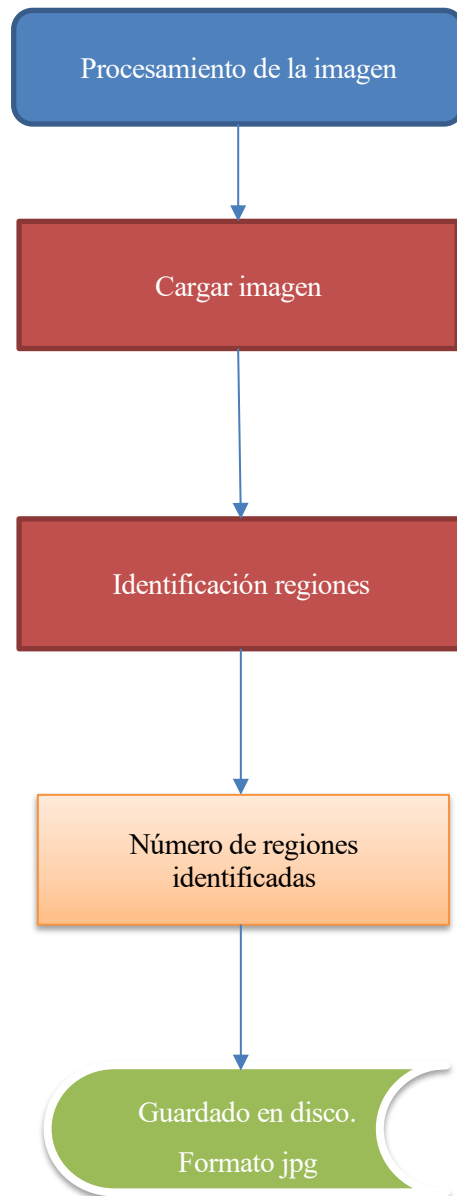 Procesamiento de la imagen
Cargar imagen
Identificación regiones
Número de regiones
identificadas
Guardado en disco.
Formato jpg